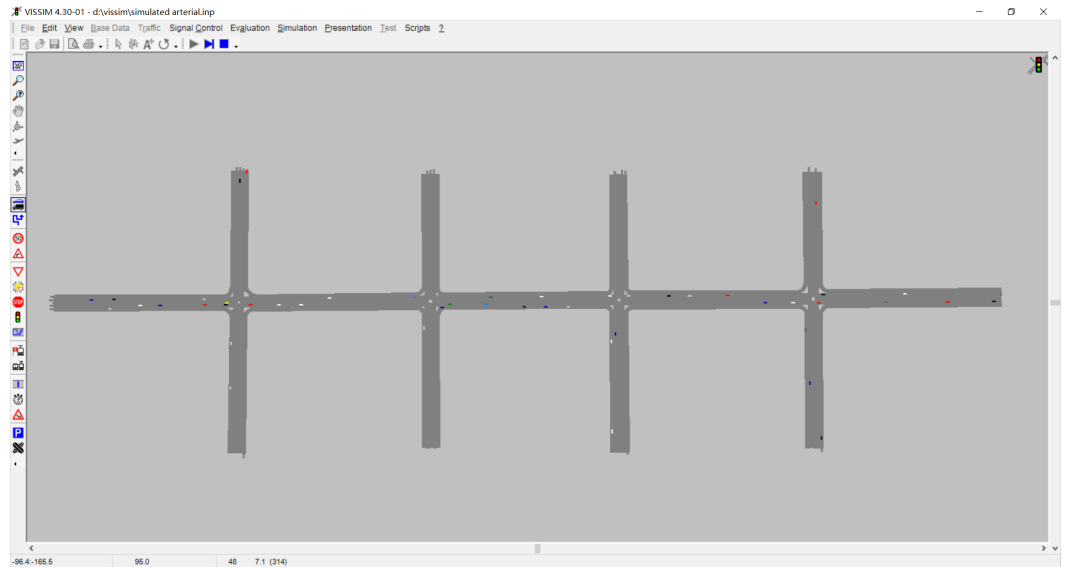 VISSIM 4.30-01 - d:\vissim\simulated arterial.inp
File Edit View Base Data Traffic Signal Control Evaluation Simulation Presentation Test Scripts ?
50
STOP
P
-96.4:-165.5 95.0 48 7.1 (314)